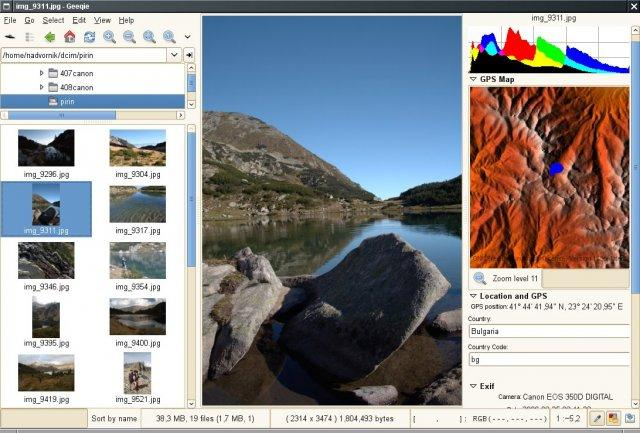 img_9311.jpg - Geeqie
File Go Select Edit View Help
/home/nadvornik/dcim/pirin
407canon
408canon
pirin
img_9296.jpg
img_9304.jpg
img_9311.jpg
img_9317.jpg
img_9346.jpg
img_9354.jpg
img_9395.jpg
img_9400.jpg
img_9419.jpg
img_9521.jpg
img_9311.jpg
GPS Map
Zoom level 11
Location and GPS
GPS position: 41° 44' 41,94" N, 23° 24' 20,95" E
Country:
Bulgaria
Country Code:
bg
Exif
Camera: Canon EOS 350D DIGITAL
Sort by name
38,3 MB, 19 files (1,7 MB, 1)
( 2314 x 3474 ) 1,804,493 bytes
[ , ]: RGB(---,---,---)
1:~5,2